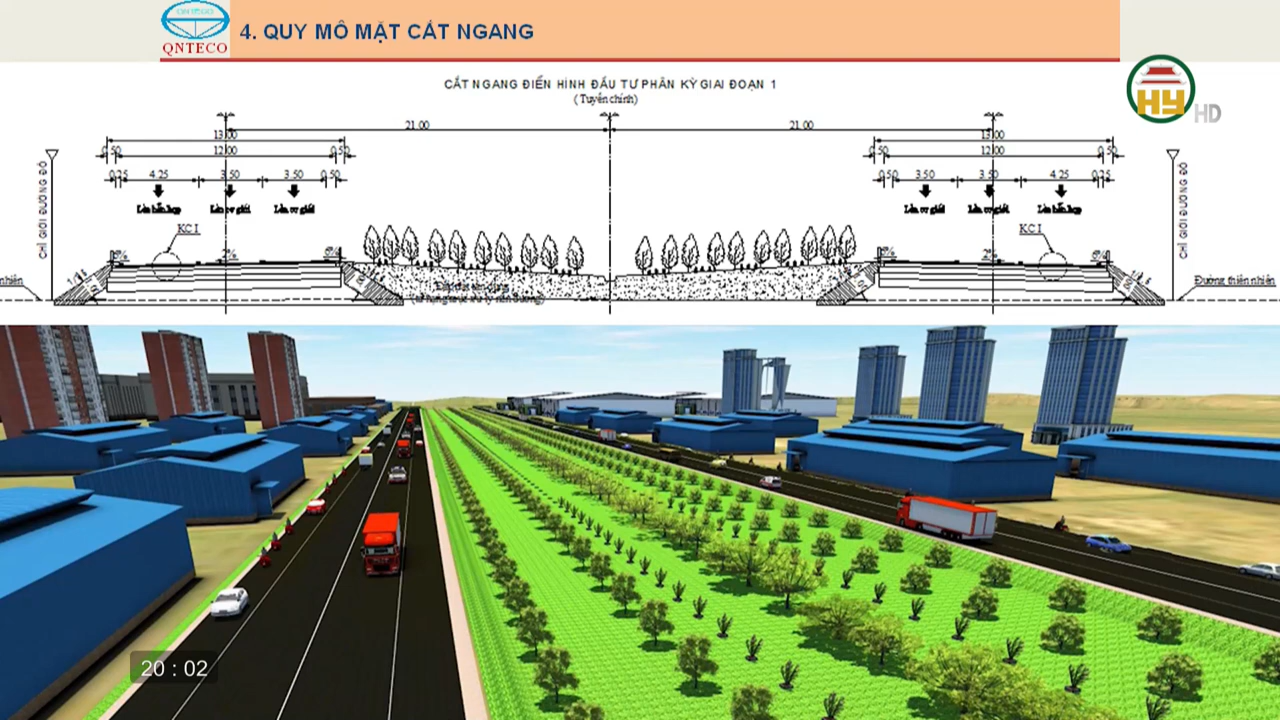 QNTECO
4. QUY MÔ MẶT CẮT NGANG
CẮT NGANG ĐIỂN HÌNH ĐẦU TƯ PHÂN KỲ GIAI ĐOẠN 1
(Tuyến chính)
HY HD
21.00 21.00
13.00 13.00
0.50 12.00 0.50 0.50 12.00 0.50
0.25 4.25 3.50 3.50 0.50 0.50 3.50 3.50 4.25 0.25
Làn hỗn hợp Làn cơ giới Làn cơ giới Làn cơ giới Làn cơ giới Làn hỗn hợp
CHỈ GIỚI ĐƯỜNG ĐỎ CHỈ GIỚI ĐƯỜNG ĐỎ
KC I KC I
6% 2% 6% 6% 2% 6%
nhiên Đường thiên nhiên
20 : 02